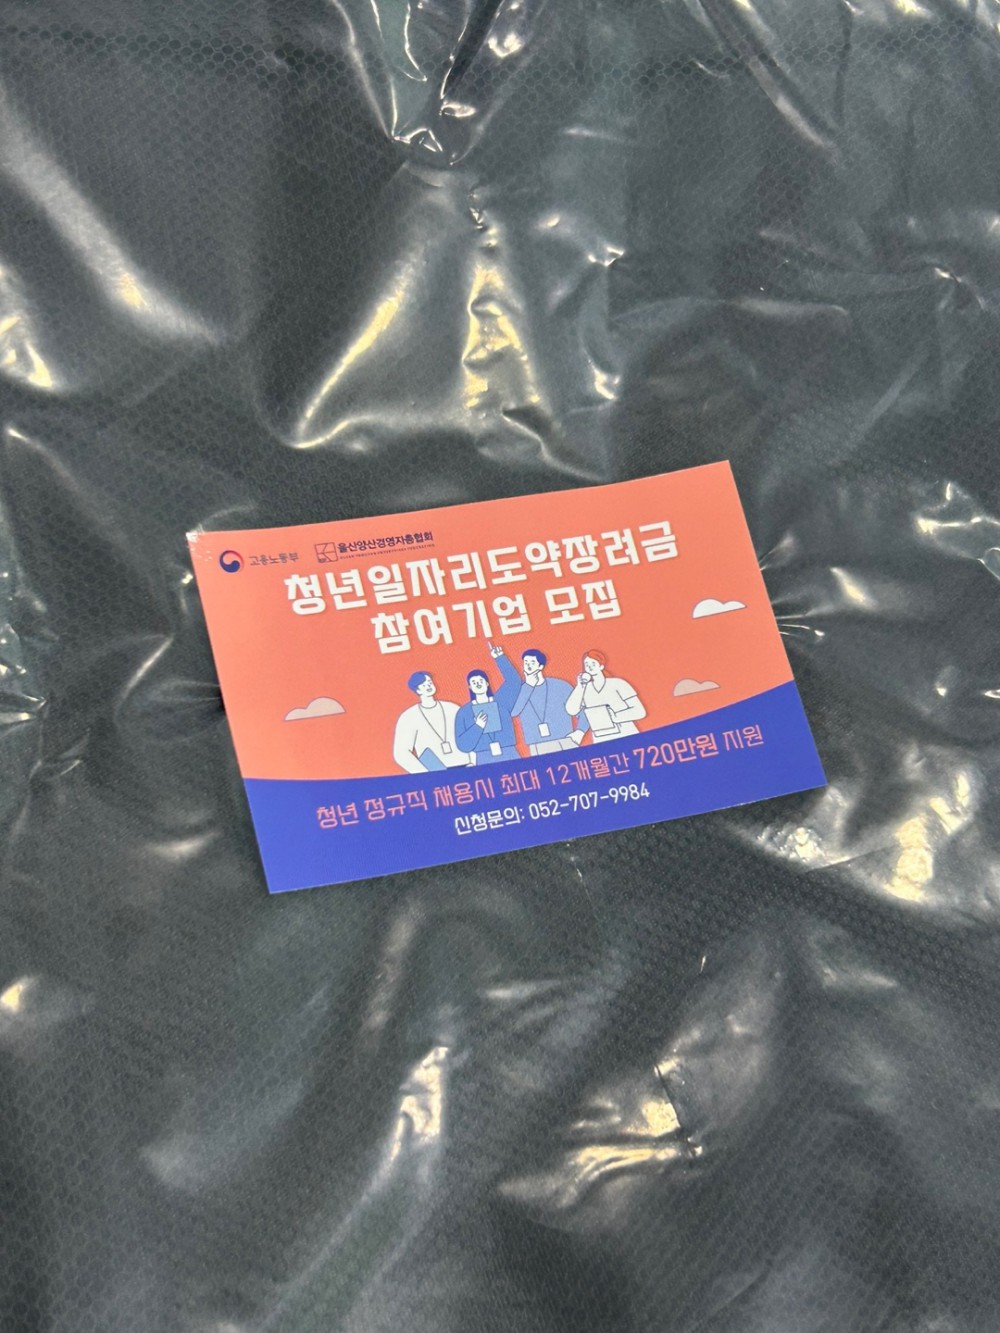 고용노동부
울산양산경영자총협회
청년일자리도약장려금
참여기업 모집
청년 정규직 채용시 최대 12개월간 720만원 지원
신청문의: 052-707-9984